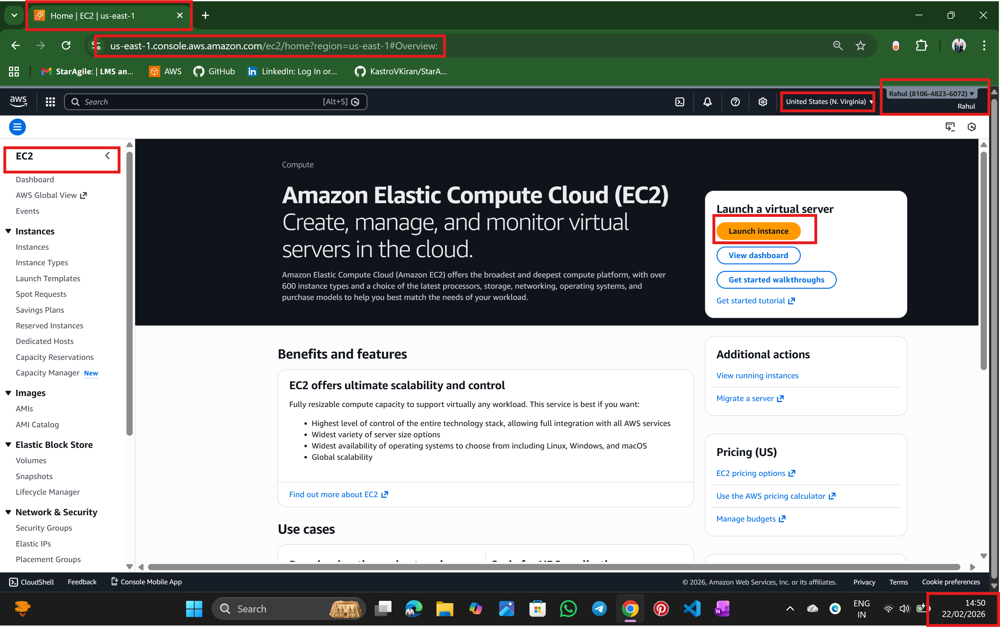 Home | EC2 | us-east-1
us-east-1.console.aws.amazon.com/ec2/home?region=us-east-1#Overview:
StarAgile: | LMS an...
AWS
GitHub
LinkedIn: Log In or...
KastroVKiran/StarA...
aws
Search
[Alt+S]
United States (N. Virginia)
Rahul (8106-4823-6072)
Rahul
EC2
Dashboard
AWS Global View
Events
Instances
Instances
Instance Types
Launch Templates
Spot Requests
Savings Plans
Reserved Instances
Dedicated Hosts
Capacity Reservations
Capacity Manager New
Images
AMIs
AMI Catalog
Elastic Block Store
Volumes
Snapshots
Lifecycle Manager
Network & Security
Security Groups
Elastic IPs
Placement Groups
Compute
Amazon Elastic Compute Cloud (EC2)
Create, manage, and monitor virtual
servers in the cloud.
Amazon Elastic Compute Cloud (Amazon EC2) offers the broadest and deepest compute platform, with over
600 instance types and a choice of the latest processors, storage, networking, operating systems, and
purchase models to help you best match the needs of your workload.
Launch a virtual server
Launch instance
View dashboard
Get started walkthroughs
Get started tutorial
Benefits and features
EC2 offers ultimate scalability and control
Fully resizable compute capacity to support virtually any workload. This service is best if you want:
• Highest level of control of the entire technology stack, allowing full integration with all AWS services
• Widest variety of server size options
• Widest availability of operating systems to choose from including Linux, Windows, and macOS
• Global scalability
Find out more about EC2
Use cases
Additional actions
View running instances
Migrate a server
Pricing (US)
EC2 pricing options
Use the AWS pricing calculator
Manage budgets
CloudShell
Feedback
Console Mobile App
© 2026, Amazon Web Services, Inc. or its affiliates.
Privacy
Terms
Cookie preferences
Search
ENG
IN
14:50
22/02/2026